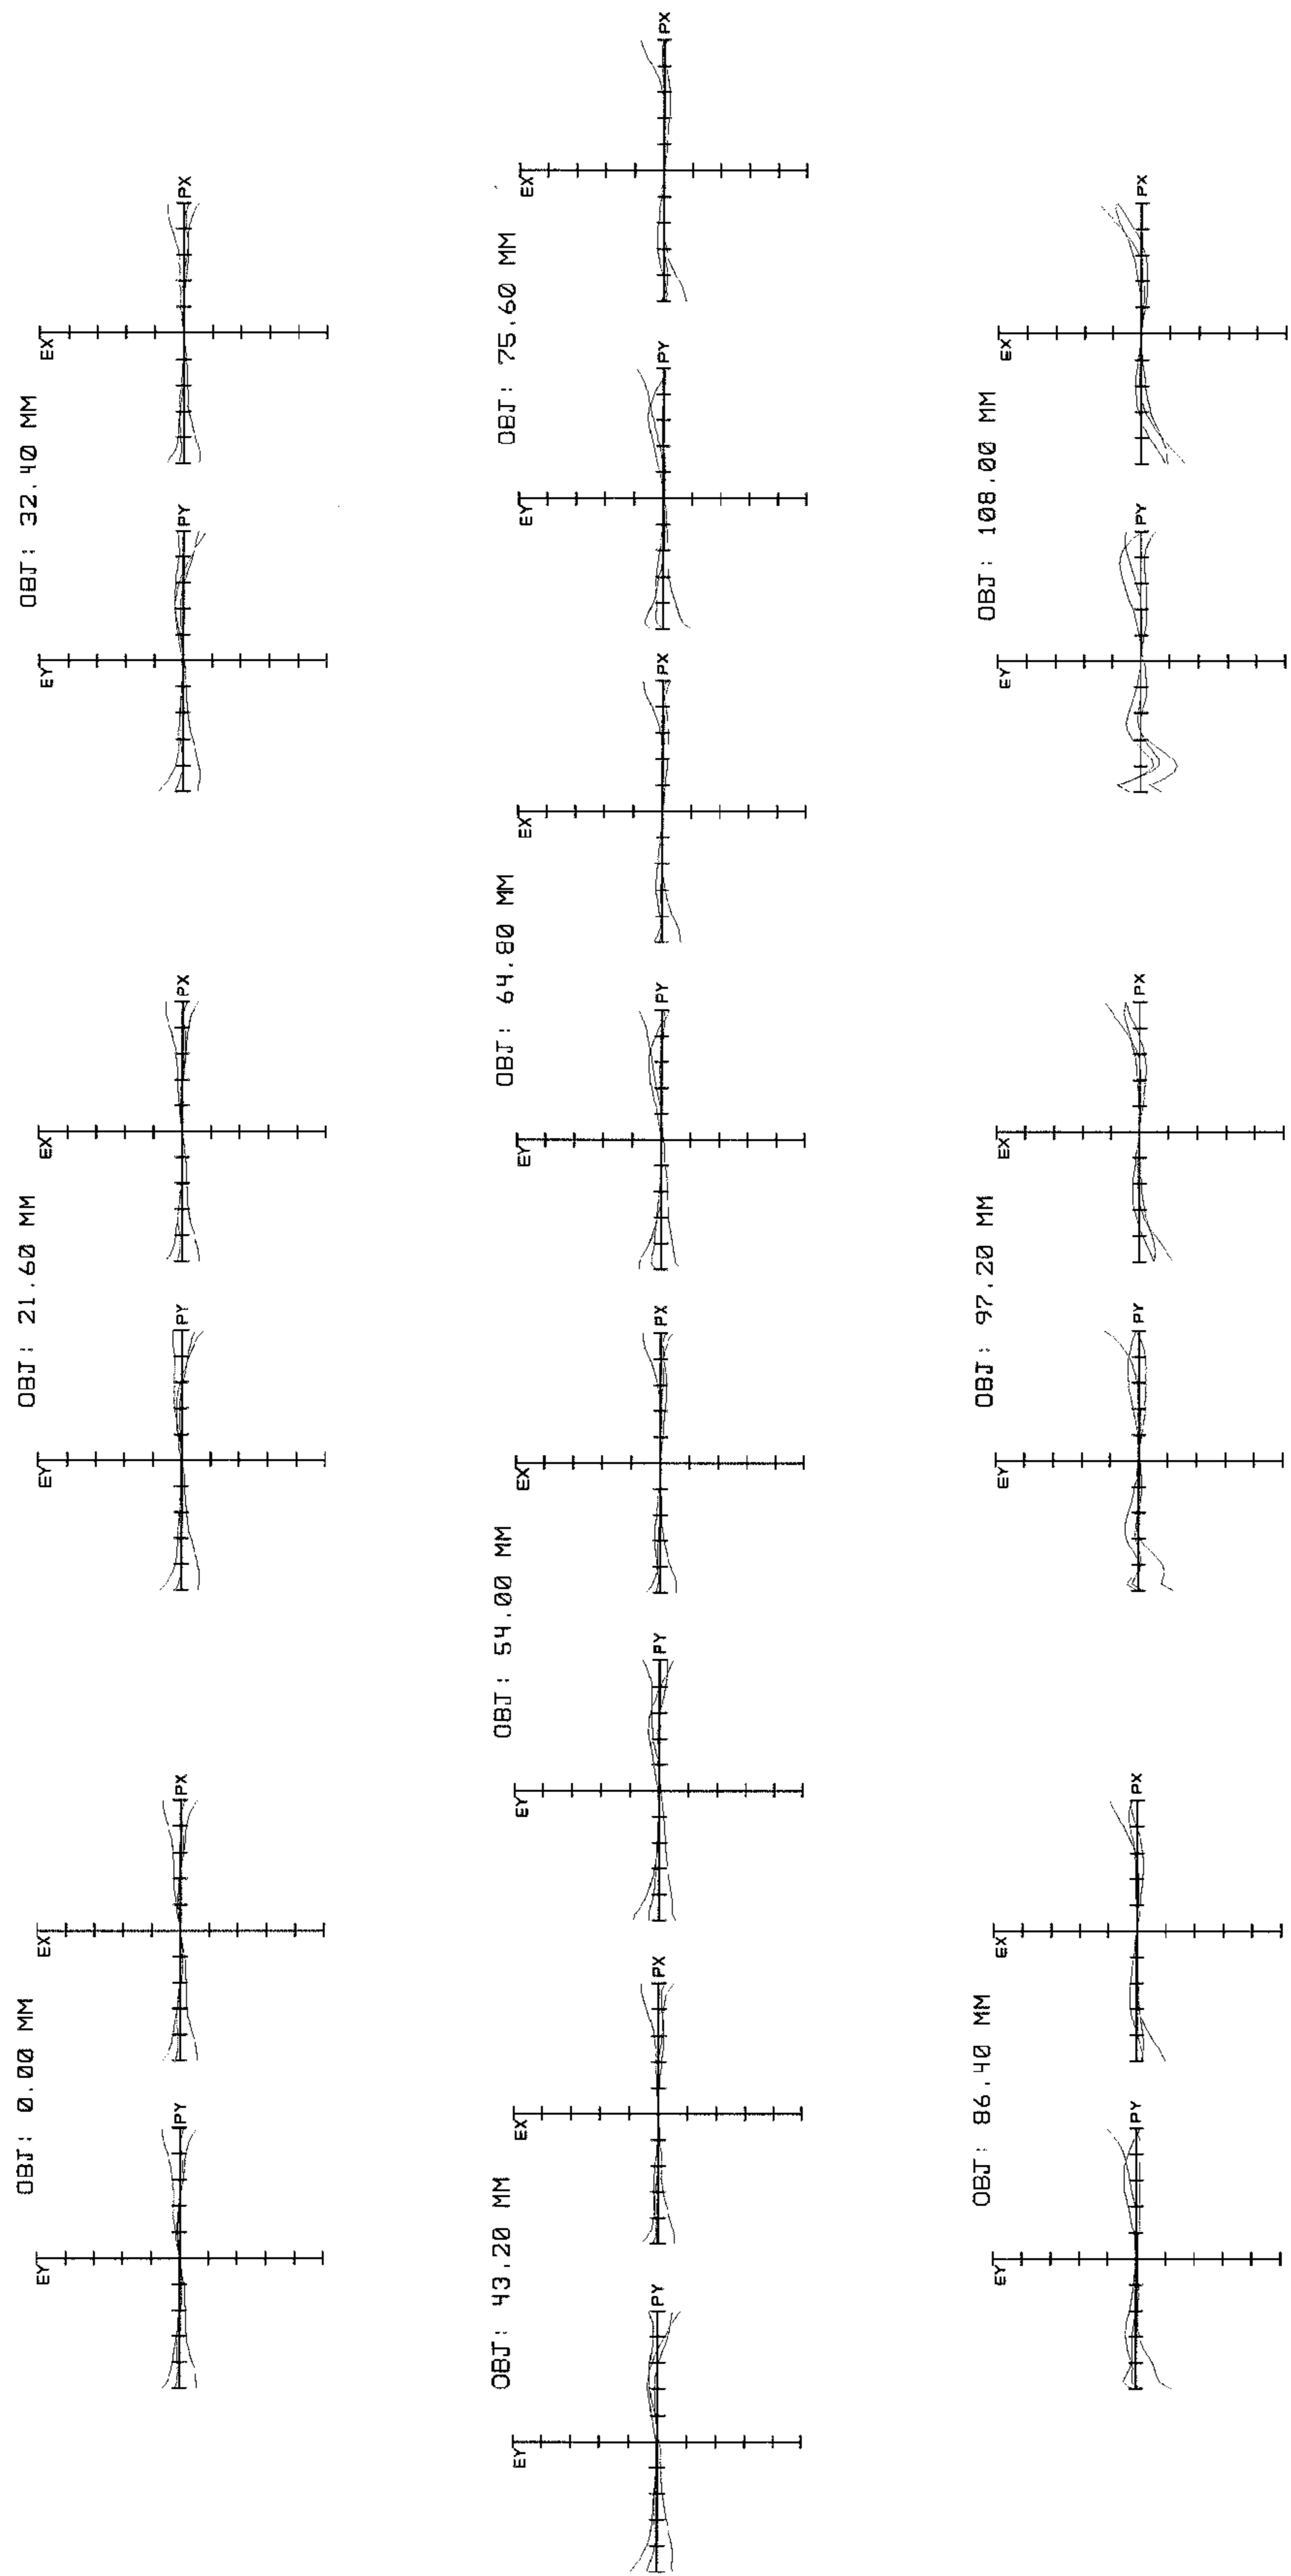 OBJ: 0.00 MM
EY
PY
EX
PX
OBJ: 21.60 MM
EY
PY
EX
PX
OBJ: 32.40 MM
EY
PY
EX
PX
OBJ: 43.20 MM
EY
PY
EX
PX
OBJ: 54.00 MM
EY
PY
EX
PX
OBJ: 64.80 MM
EY
PY
EX
PX
OBJ: 75.60 MM
EY
PY
EX
PX
OBJ: 86.40 MM
EY
PY
EX
PX
OBJ: 97.20 MM
EY
PY
EX
PX
OBJ: 108.00 MM
EY
PY
EX
PX